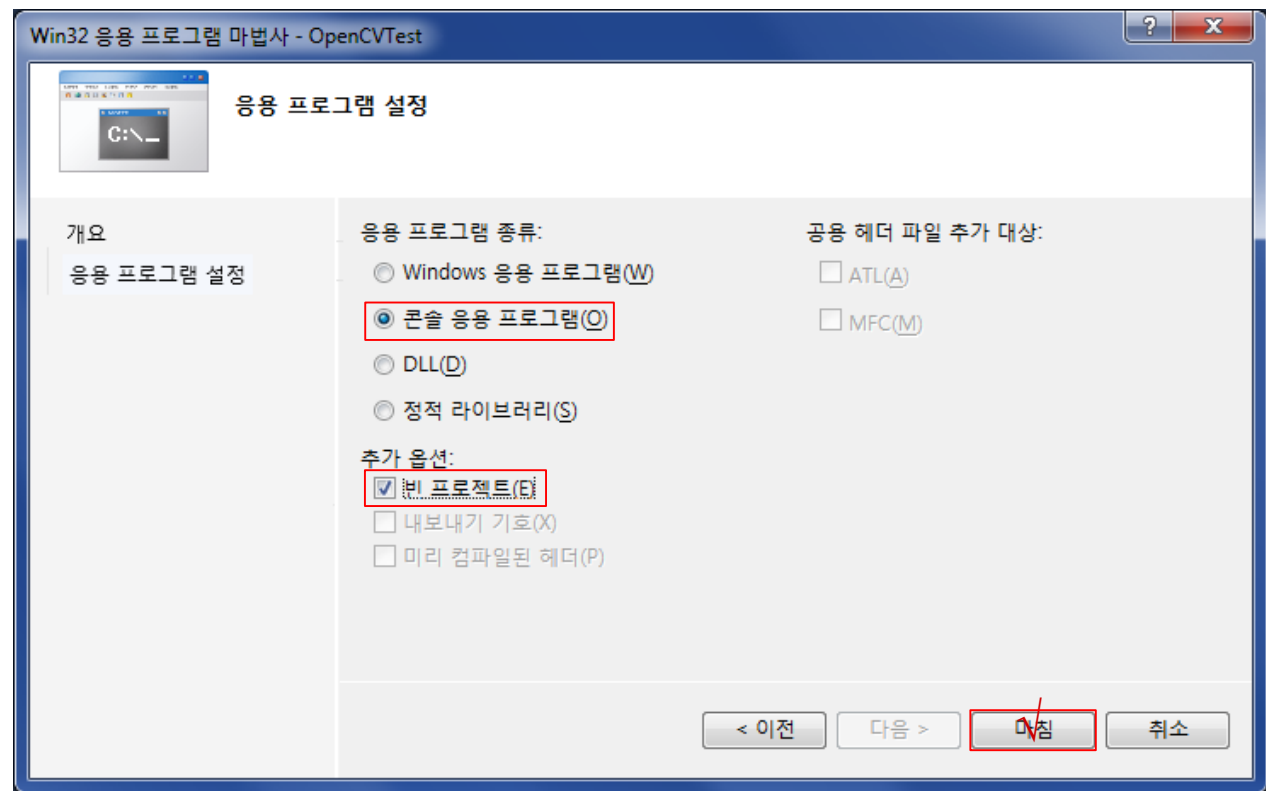 Win32 응용 프로그램 마법사 - OpenCVTest
C:\_
응용 프로그램 설정
개요
응용 프로그램 설정
응용 프로그램 종류:
Windows 응용 프로그램(W)
콘솔 응용 프로그램(O)
DLL(D)
정적 라이브러리(S)
추가 옵션:
빈 프로젝트(E)
내보내기 기호(X)
미리 컴파일된 헤더(P)
공용 헤더 파일 추가 대상:
ATL(A)
MFC(M)
< 이전
다음 >
마침
취소